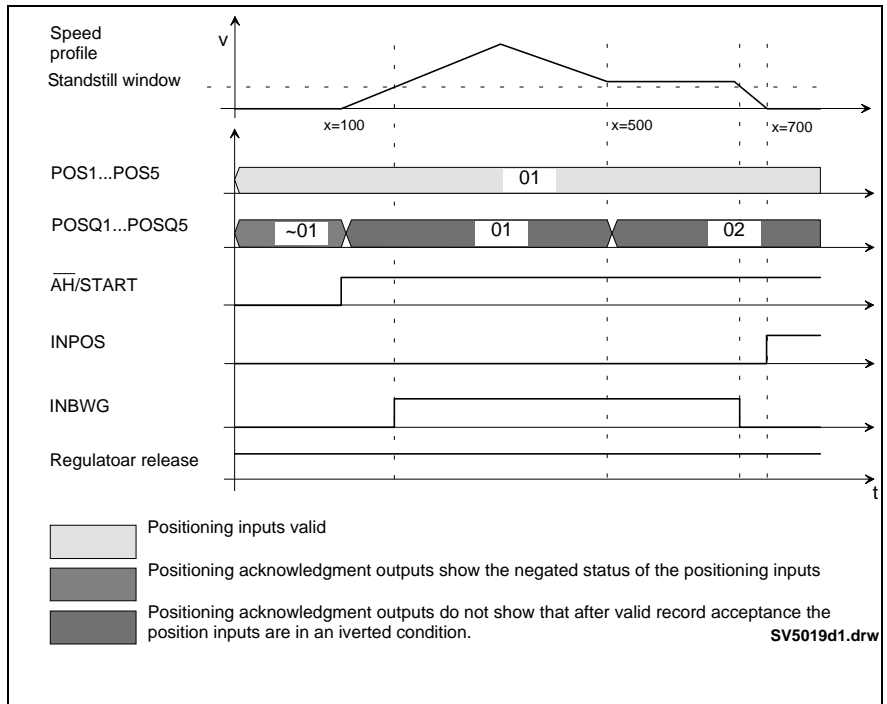 Speed
profile
v
Standstill window
x=100
x=500
x=700
POS1...POS5
01
POSQ1...POSQ5
~01
01
02
AH/START
INPOS
INBWG
Regulatoar release
t
Positioning inputs valid
Positioning acknowledgment outputs show the negated status of the positioning inputs
Positioning acknowledgment outputs do not show that after valid record acceptance the
position inputs are in an iverted condition.
SV5019d1.drw